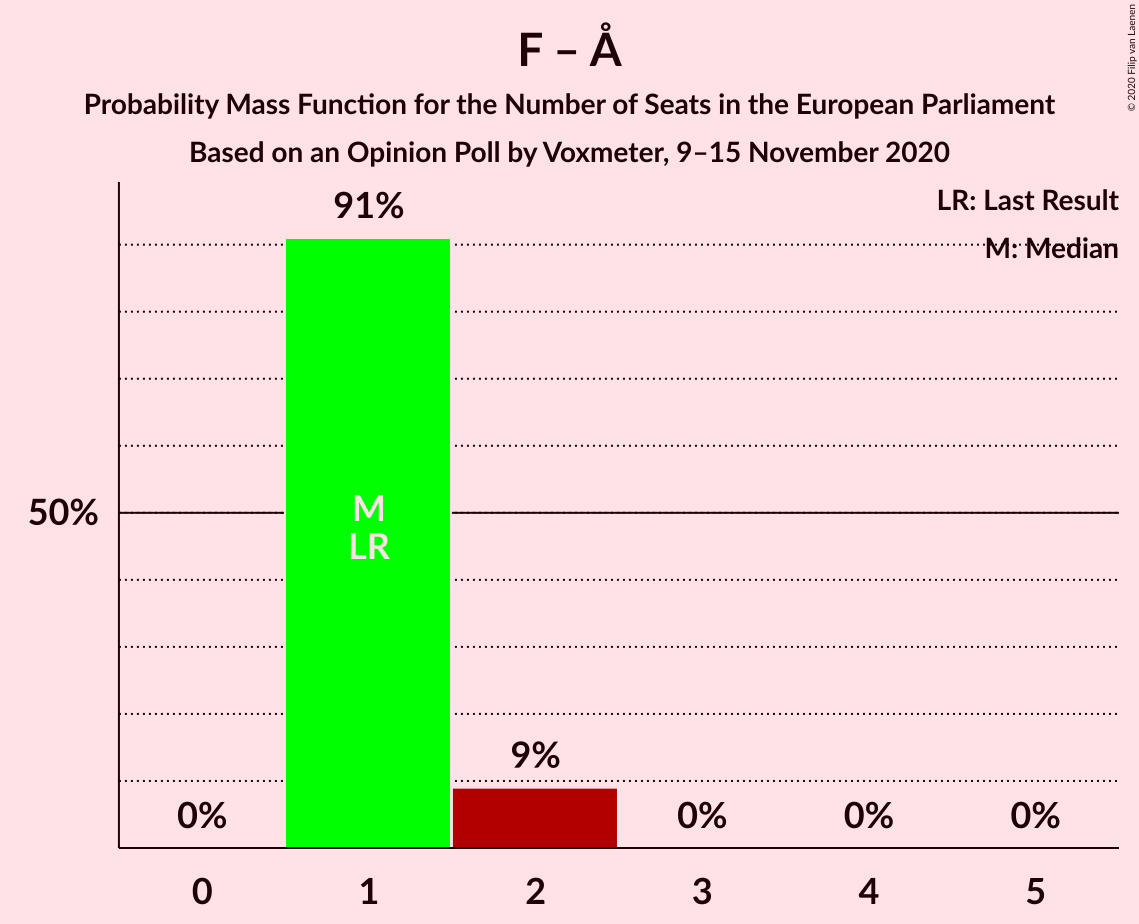 F – Å
Probability Mass Function for the Number of Seats in the European Parliament
Based on an Opinion Poll by Voxmeter, 9–15 November 2020
© 2020 Filip van Laenen
LR: Last Result
M: Median
91%
50%
M
LR
9%
0%
0%
0%
0%
0
1
2
3
4
5